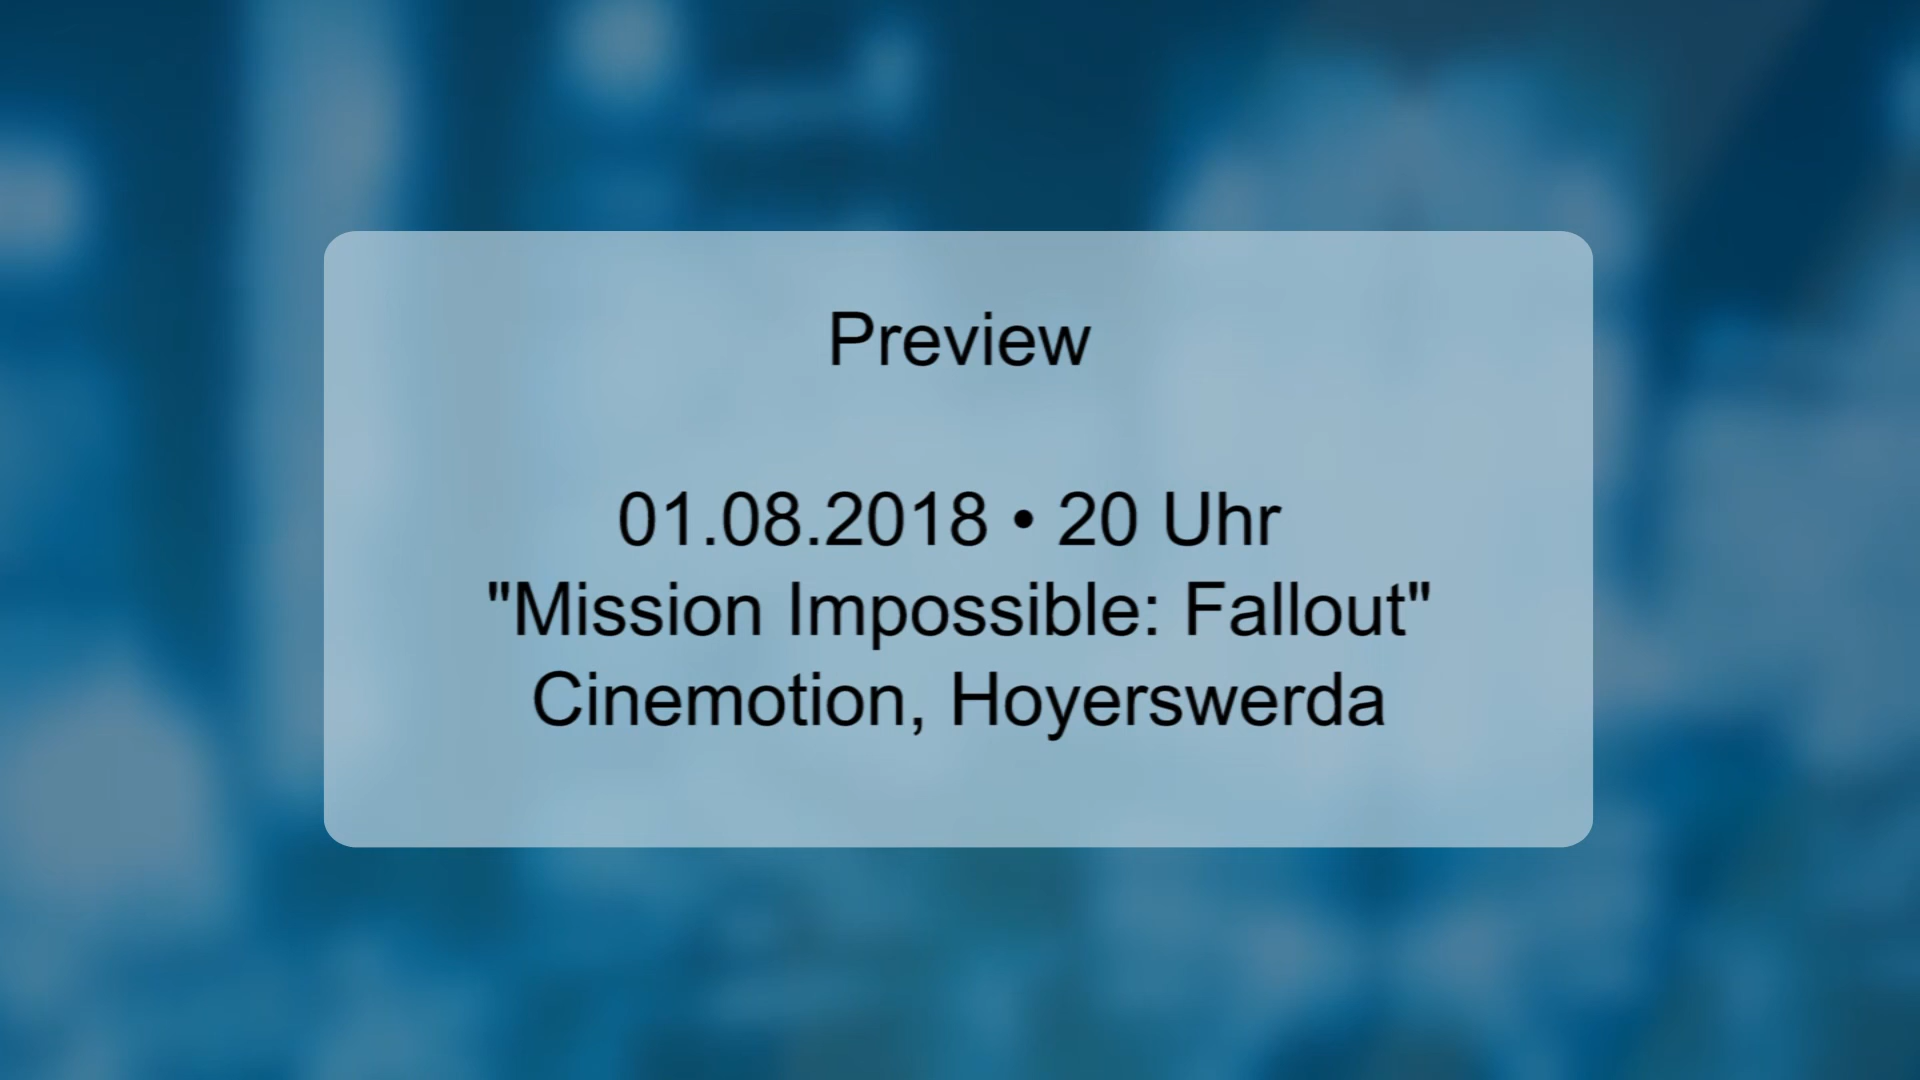 Preview
01.08.2018 • 20 Uhr
"Mission Impossible: Fallout"
Cinemotion, Hoyerswerda